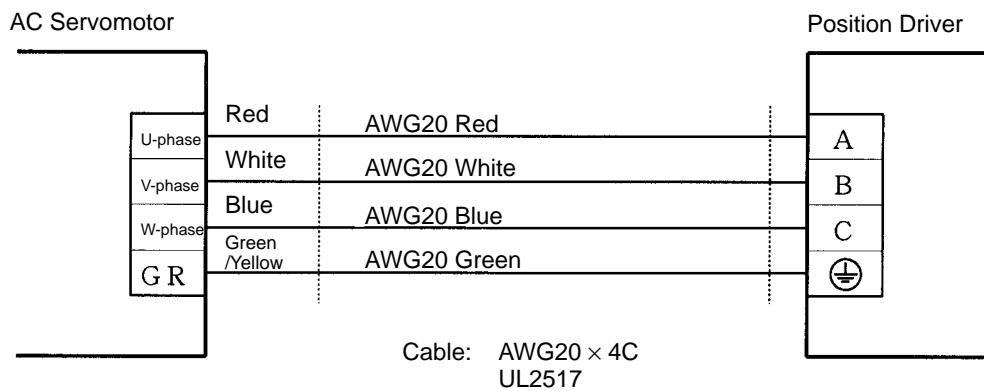 AC Servomotor
Position Driver
U-phase
Red
AWG20 Red
A
V-phase
White
AWG20 White
B
W-phase
Blue
AWG20 Blue
C
GR
Green
/Yellow
AWG20 Green
Cable: AWG20 × 4C
UL2517